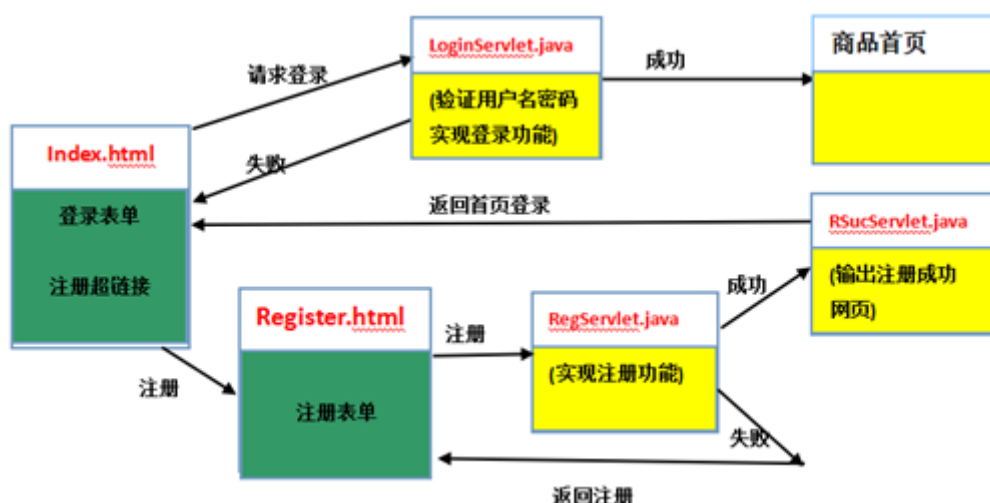 LoginServlet.java
商品首页
请求登录
成功
(验证用户名密码
实现登录功能)
Index.html
失败
登录表单
返回首页登录
RSucServlet.java
注册超链接
(输出注册成功
网页)
成功
Register.html
注册
RegServlet.java
注册
(实现注册功能)
注册表单
失败
返回注册